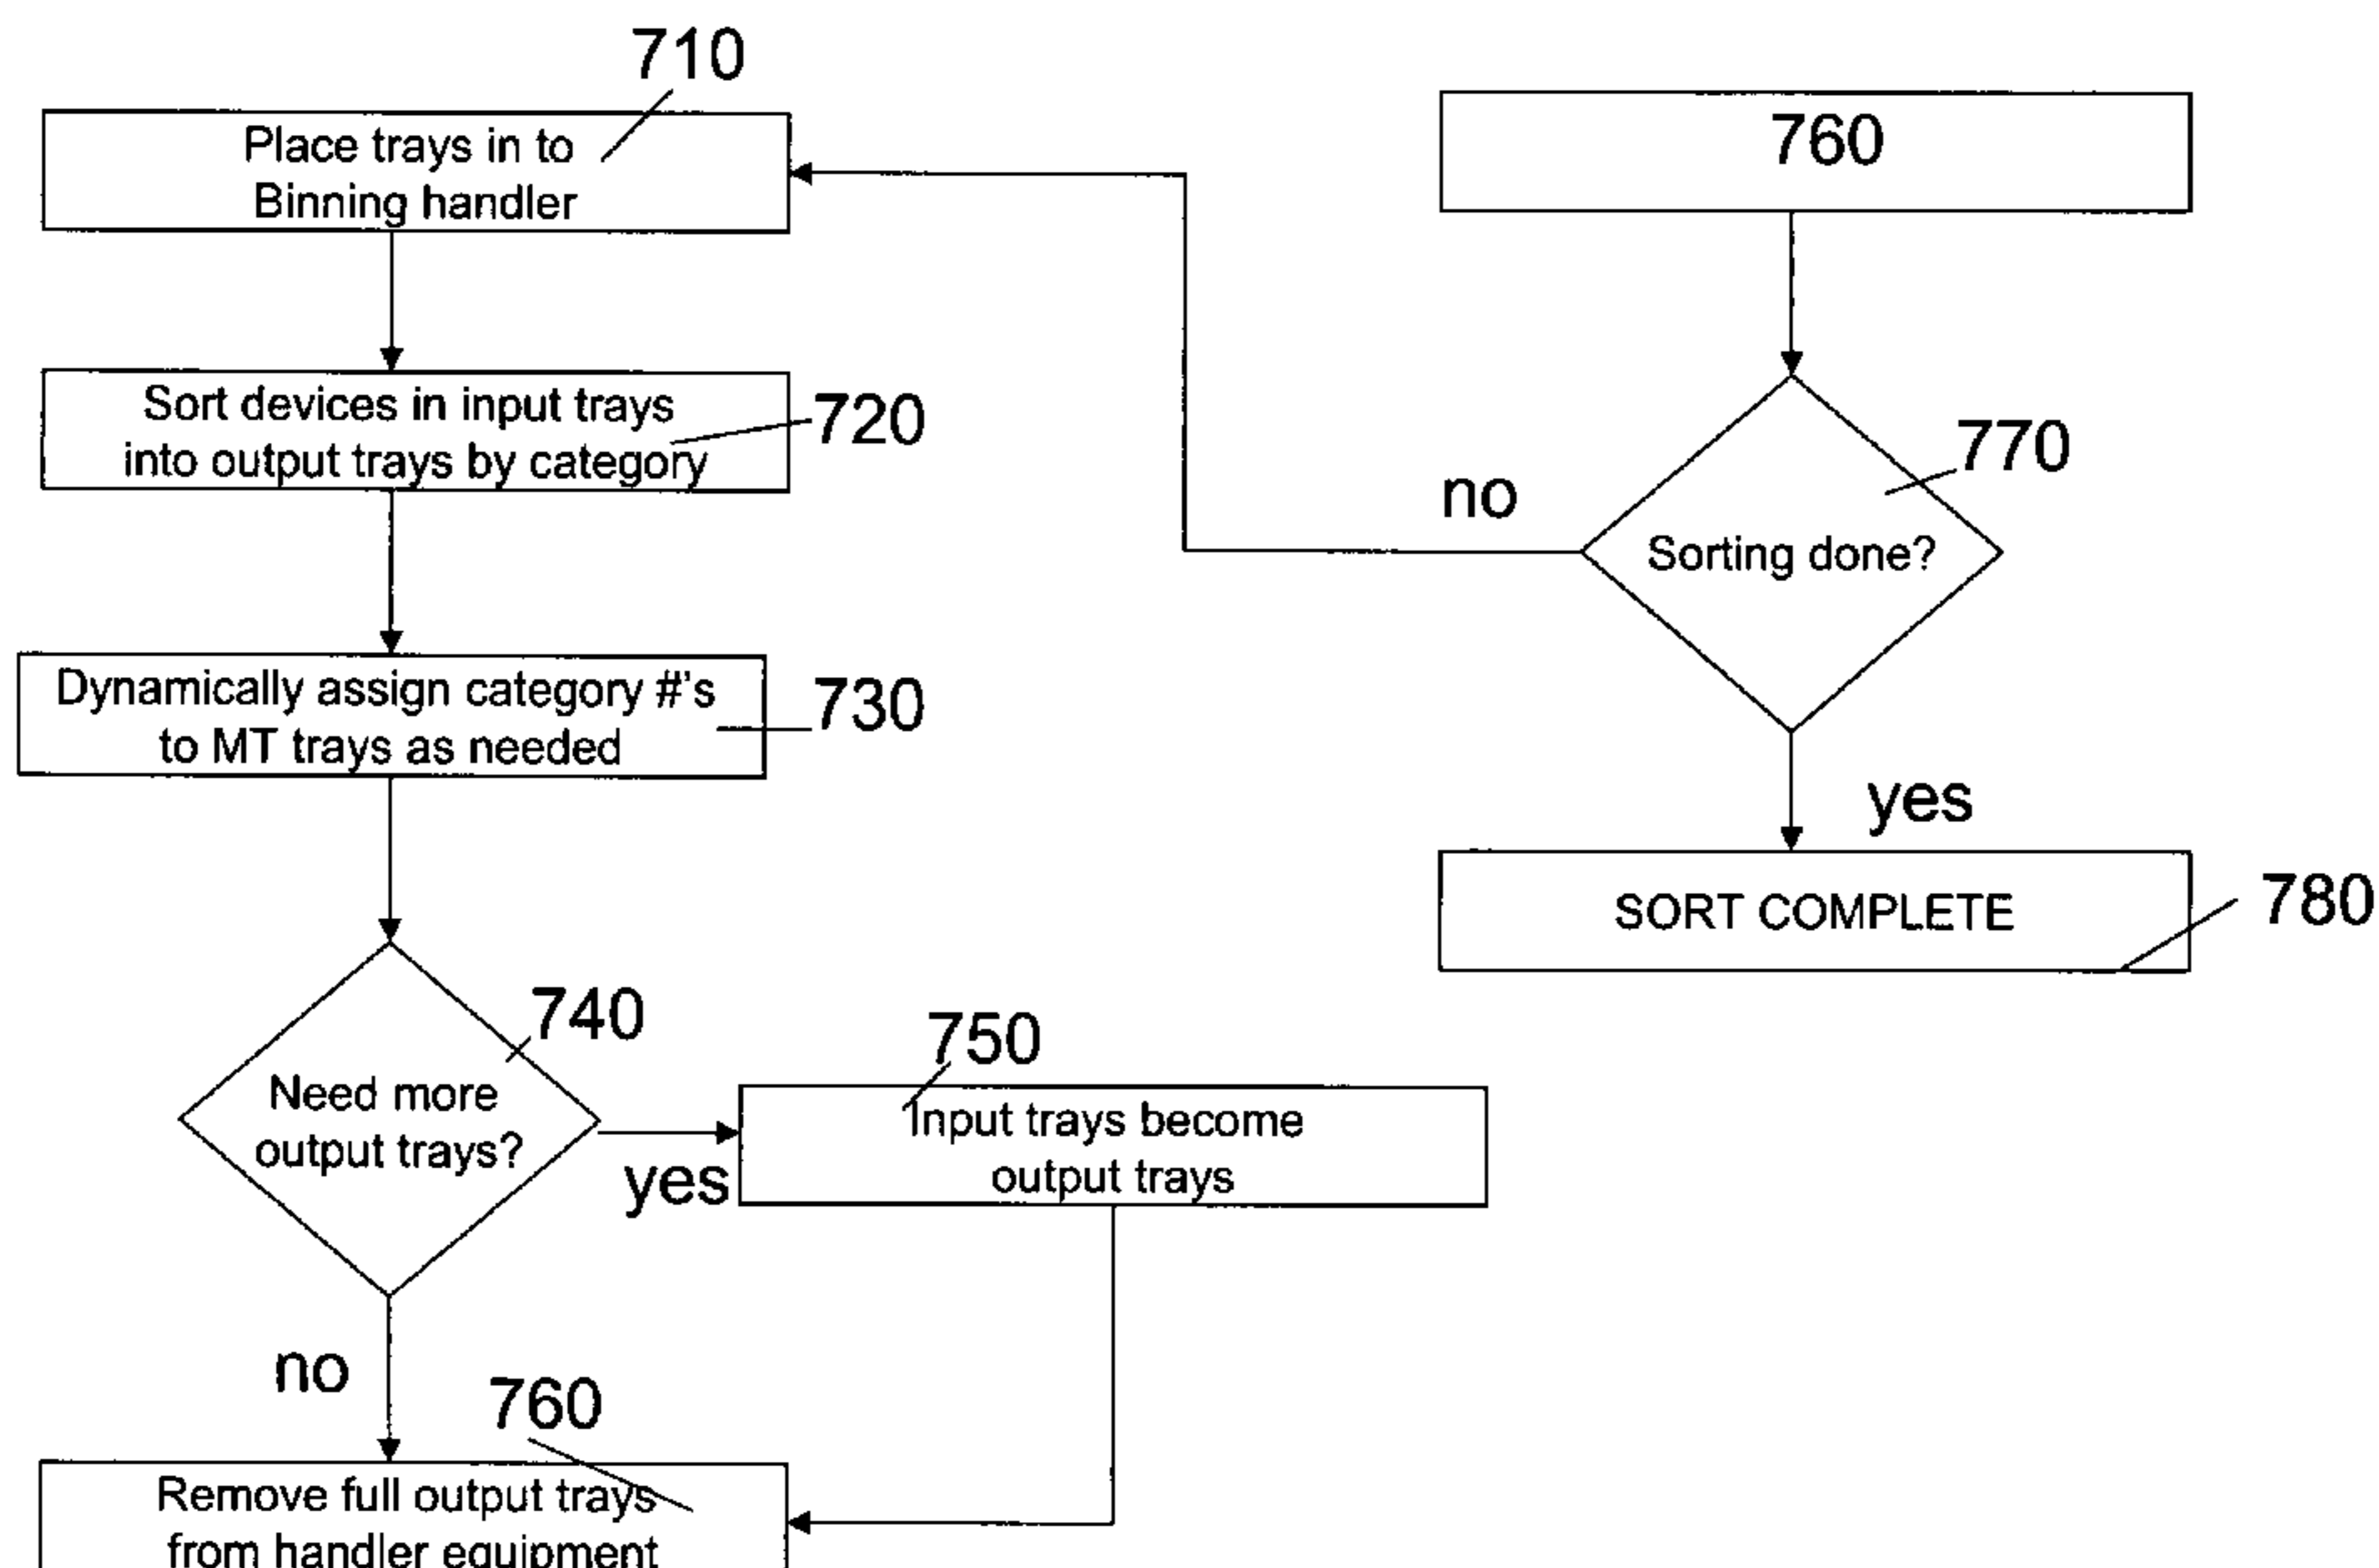 710
Place trays in to
Binning handler
720
Sort devices in input trays
into output trays by category
730
Dynamically assign category #'s
to MT trays as needed
740
Need more
output trays?
yes
750
Input trays become
output trays
no
760
Remove full output trays
from handler equipment
760
770
Sorting done?
no
yes
SORT COMPLETE
780